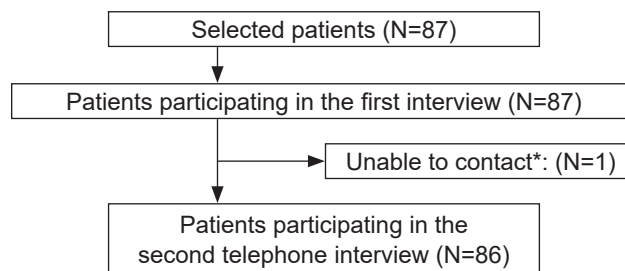 Selected patients (N=87)
Patients participating in the first interview (N=87)
Unable to contact*: (N=1)
Patients participating in the
second telephone interview (N=86)